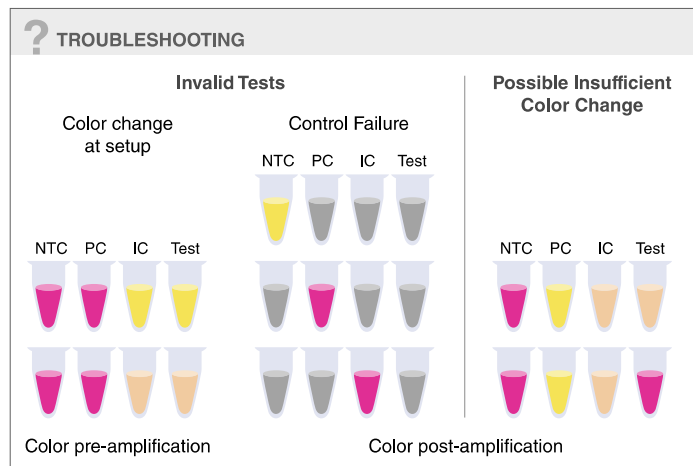 ? TROUBLESHOOTING
Invalid Tests
Possible Insufficient
Color Change
Color change
at setup
Control Failure
NTC PC IC Test
NTC PC IC Test
NTC PC IC Test
Color pre-amplification
Color post-amplification